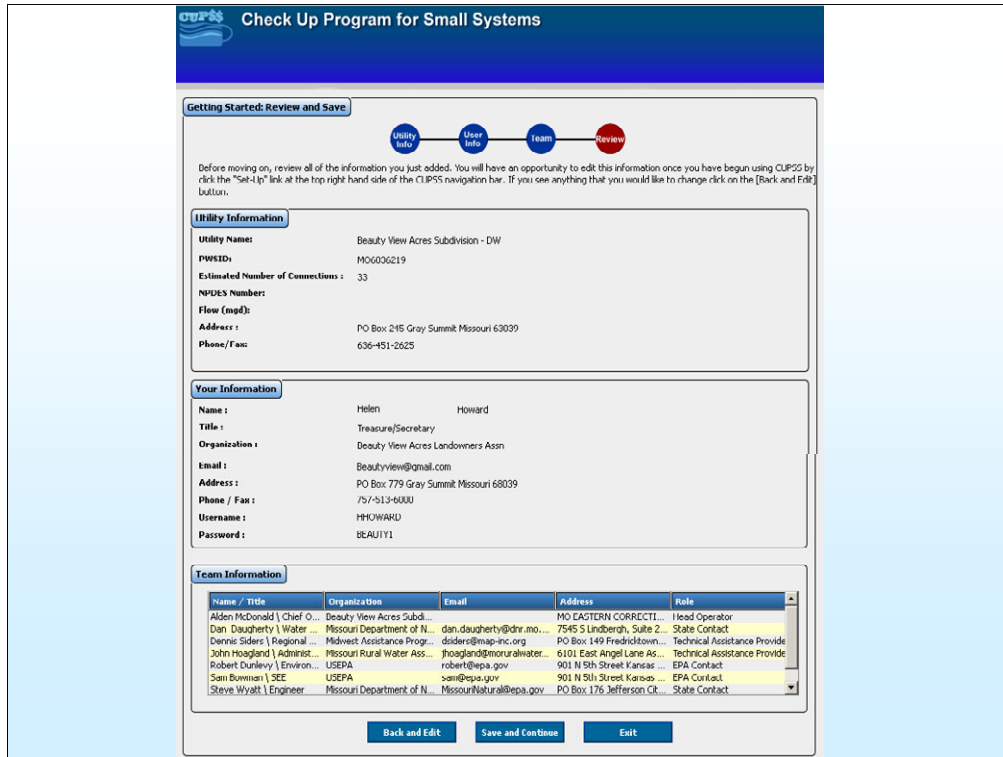 CUP$$ Check Up Program for Small Systems
Getting Started: Review and Save
Utility Info User Info Team Review
Before moving on, review all of the information you just added. You will have an opportunity to edit this information once you have begun using CUPSS by
click the "Set-Up" link at the top right hand side of the CUPSS navigation bar. If you see anything that you would like to change click on the [Back and Edit]
button.
Utility Information
Utility Name: Beauty View Acres Subdivision - DW
PWSID: MO6036219
Estimated Number of Connections : 33
NPDES Number:
Flow (mgd):
Address : PO Box 245 Gray Summit Missouri 63039
Phone/Fax: 636-451-2625
Your Information
Name : Helen Howard
Title : Treasure/Secretary
Organization : Beauty View Acres Landowners Assn
Email : Beautyview@gmail.com
Address : PO Box 779 Gray Summit Missouri 68039
Phone / Fax : 757-513-6000
Username : HHOWARD
Password : BEAUTY1
Team Information
Name / Title Organization Email Address Role
Alden McDonald \ Chief O... Beauty View Acres Subdi... MO EASTERN CORRECTI... Head Operator
Dan Daugherty \ Water ... Missouri Department of N... dan.daugherty@dnr.mo.... 7545 S Lindbergh, Suite 2... State Contact
Dennis Siders \ Regional ... Midwest Assistance Progr... dsiders@map-inc.org PO Box 149 Fredricktown... Technical Assistance Provide
John Hoagland \ Administ... Missouri Rural Water Ass... jhoagland@moruralwater... 6101 East Angel Lane As... Technical Assistance Provide
Robert Dunlevy \ Environ... USEPA robert@epa.gov 901 N 5th Street Kansas ... EPA Contact
Sam Bowman \ SEE USEPA sam@epa.gov 901 N 5th Street Kansas ... EPA Contact
Steve Wyatt \ Engineer Missouri Department of N... MissouriNatural@epa.gov PO Box 176 Jefferson Cit... State Contact
Back and Edit Save and Continue Exit